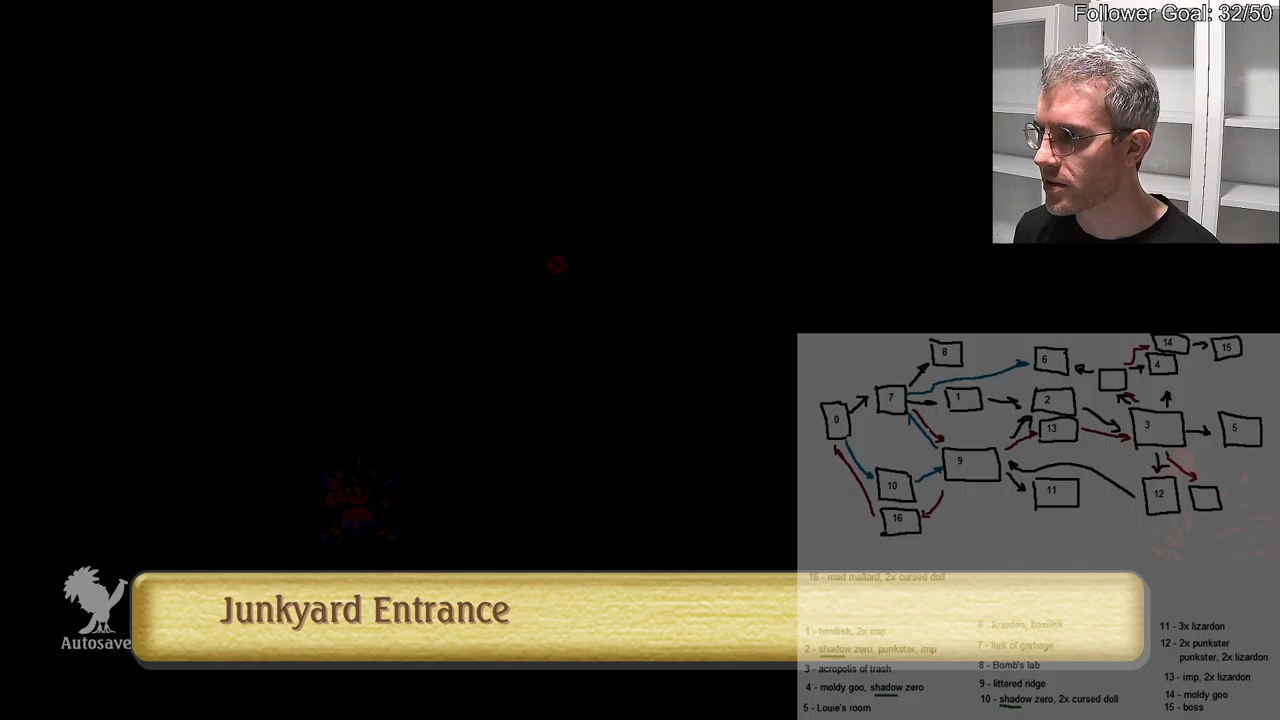 Follower Goal: 32/50
8
6
14
15
4
0
7
1
2
13
3
5
9
10
11
12
16
Junkyard Entrance
Autosave
16 - mad mallard, 2x cursed doll
1 - basilisk, 2x imp
2 - shadow zero, punkster, imp
3 - acropolis of trash
4 - moldy goo, shadow zero
5 - Louie's room
6 - lizardon, basilisk
7 - fork of garbage
8 - Bomb's lab
9 - littered ridge
10 - shadow zero, 2x cursed doll
11 - 3x lizardon
12 - 2x punkster
punkster, 2x lizardon
13 - imp, 2x lizardon
14 - moldy goo
15 - boss